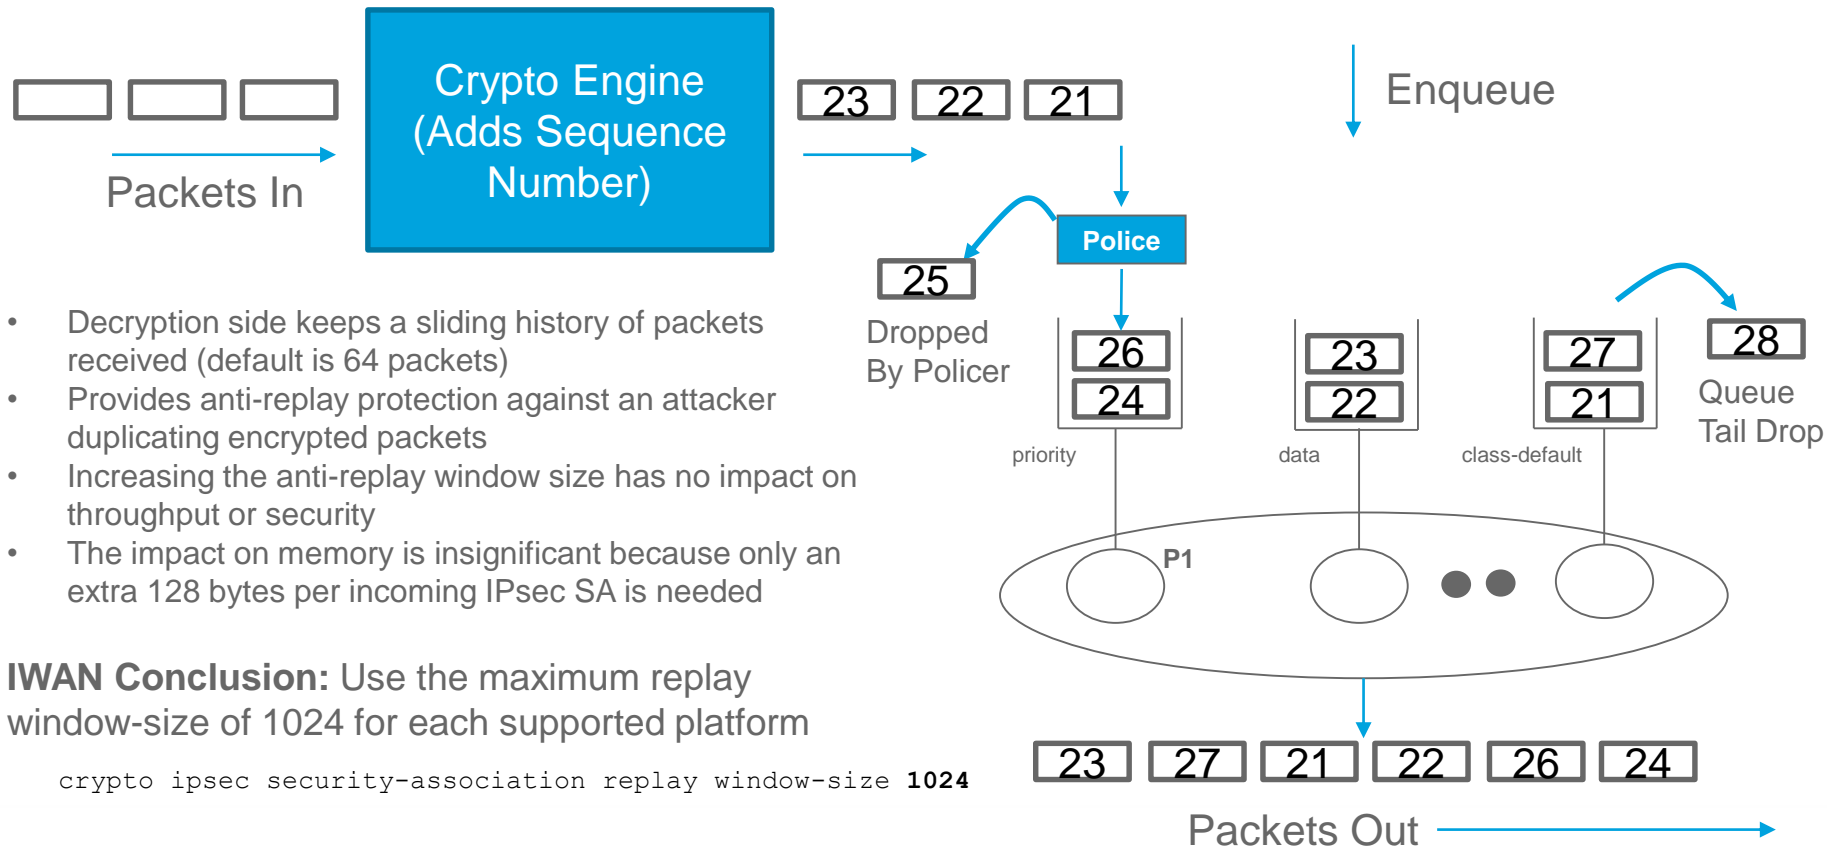 Crypto Engine
(Adds Sequence
Number)
Packets In
23 22 21
Enqueue
Police
25
Dropped
By Policer
26
24
23
22
27
21
28
Queue
Tail Drop
priority
data
class-default
P1
• Decryption side keeps a sliding history of packets
received (default is 64 packets)
• Provides anti-replay protection against an attacker
duplicating encrypted packets
• Increasing the anti-replay window size has no impact on
throughput or security
• The impact on memory is insignificant because only an
extra 128 bytes per incoming IPsec SA is needed
IWAN Conclusion: Use the maximum replay
window-size of 1024 for each supported platform
crypto ipsec security-association replay window-size 1024
23 27 21 22 26 24
Packets Out